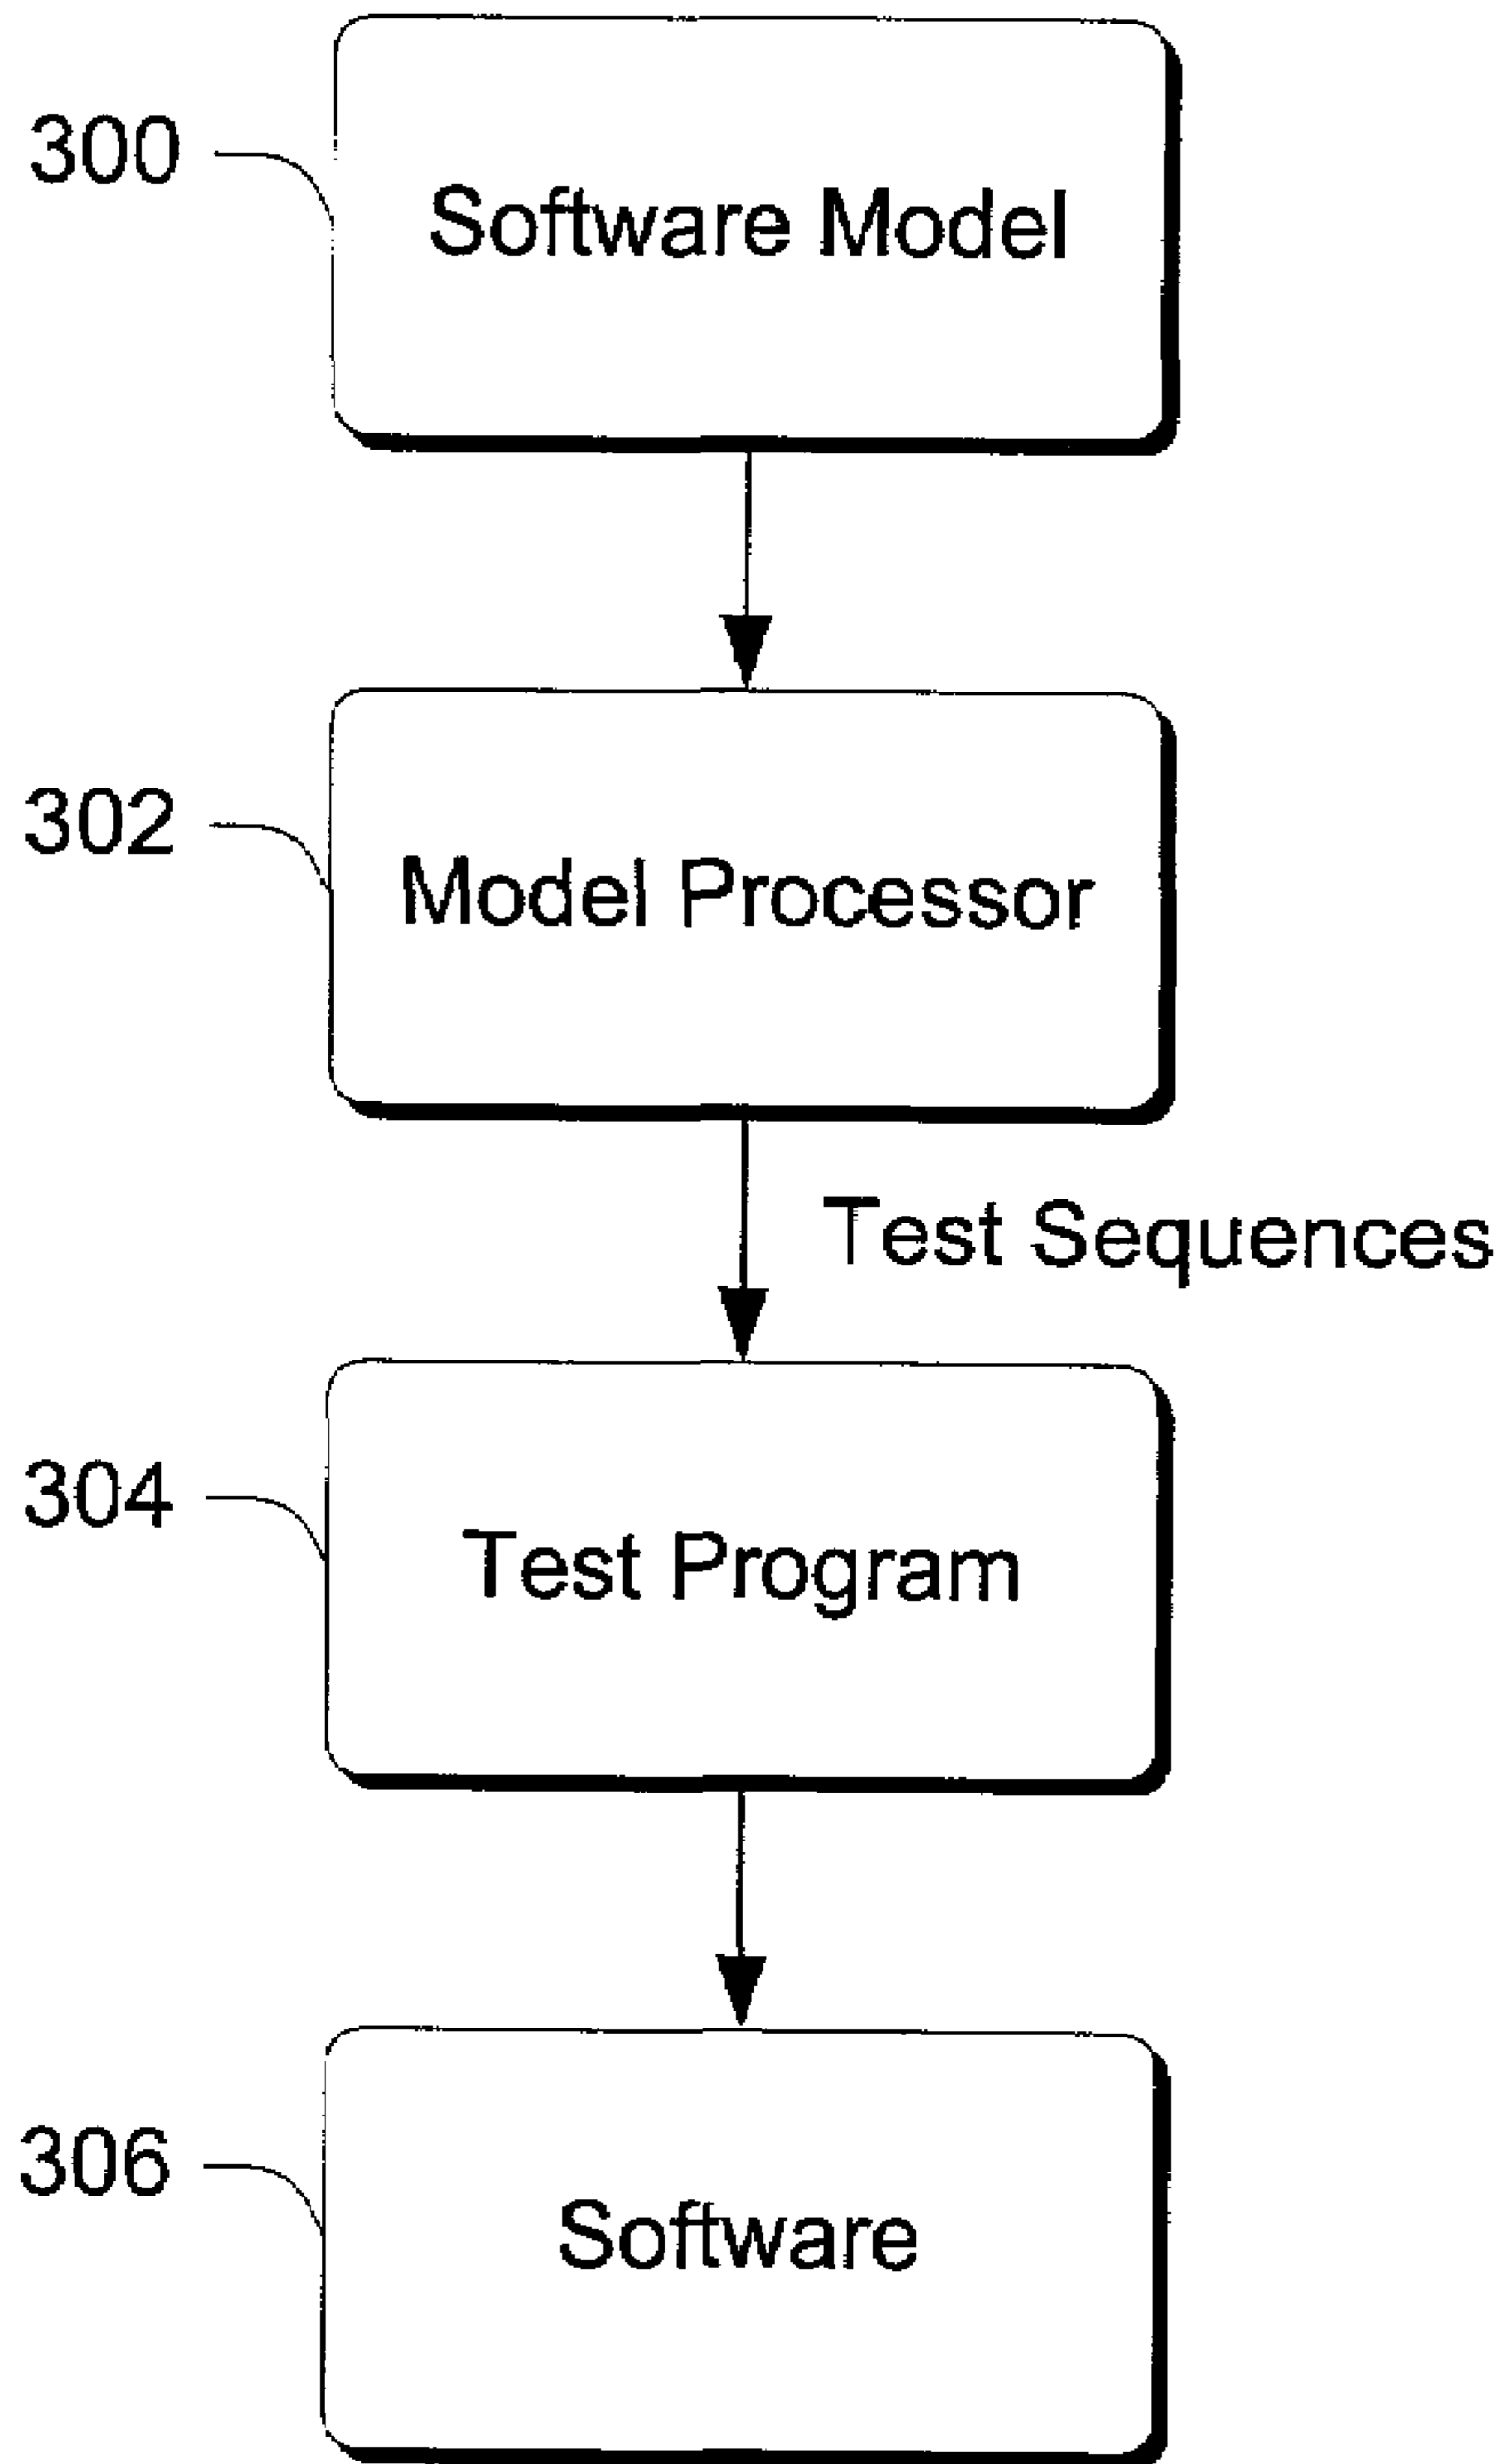 300
Software Model
302
Model Processor
Test Sequences
304
Test Program
306
Software